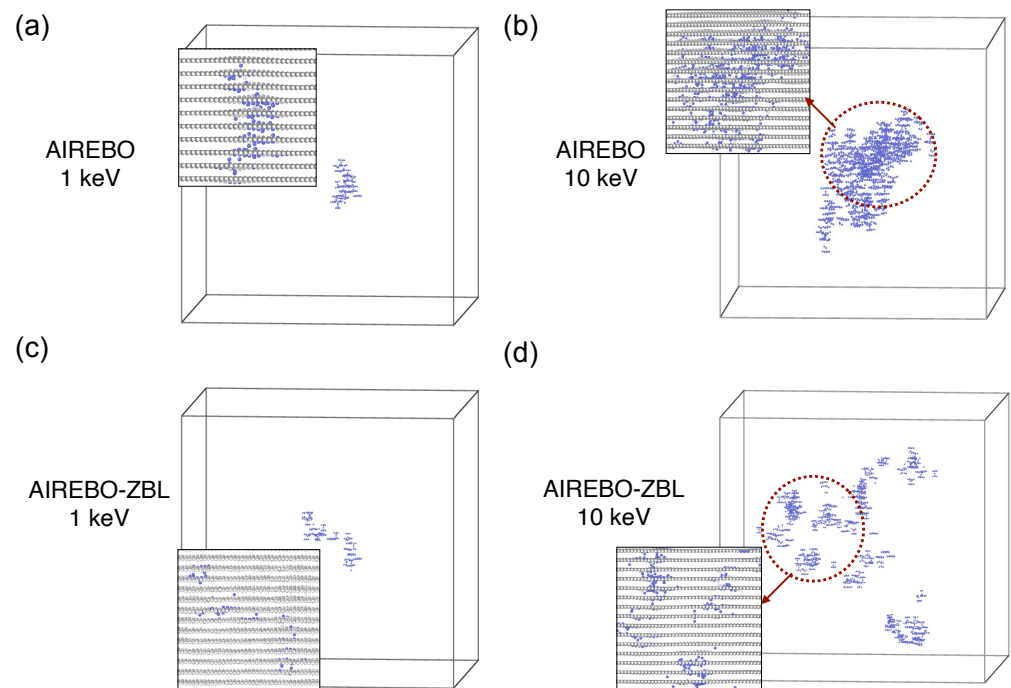 (a)
AIREBO
1 keV
(b)
AIREBO
10 keV
(c)
AIREBO-ZBL
1 keV
(d)
AIREBO-ZBL
10 keV